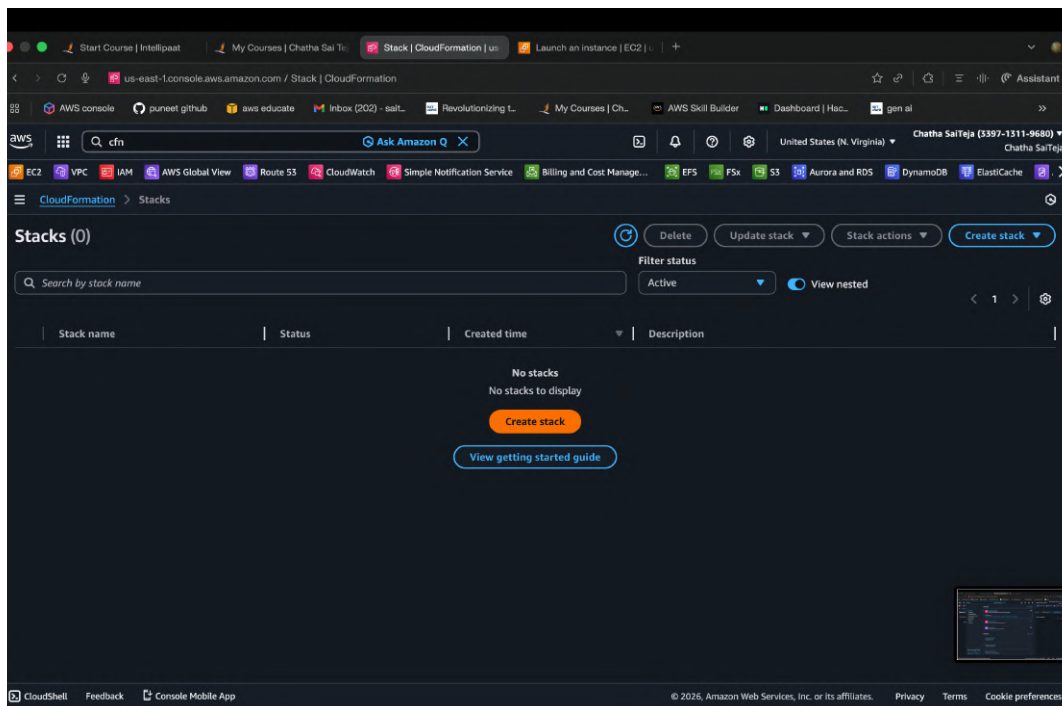 Start Course | Intellipaat My Courses | Chatha Sai Te Stack | CloudFormation | us- Launch an instance | EC2 |
us-east-1.console.aws.amazon.com / Stack | CloudFormation Assistant
AWS console puneet github aws educate Inbox (202) - sait... Revolutionizing t... My Courses | Ch... AWS Skill Builder Dashboard | Hac... gen ai
aws cfn Ask Amazon Q United States (N. Virginia) Chatha SaiTeja (3397-1311-9680)
Chatha SaiTeja
EC2 VPC IAM AWS Global View Route 53 CloudWatch Simple Notification Service Billing and Cost Manage... EFS FSx S3 Aurora and RDS DynamoDB ElastiCache
CloudFormation > Stacks
Stacks (0) Delete Update stack Stack actions Create stack
Filter status
Search by stack name Active View nested
1
Stack name Status Created time Description
No stacks
No stacks to display
Create stack
View getting started guide
CloudShell Feedback Console Mobile App © 2026, Amazon Web Services, Inc. or its affiliates. Privacy Terms Cookie preferences